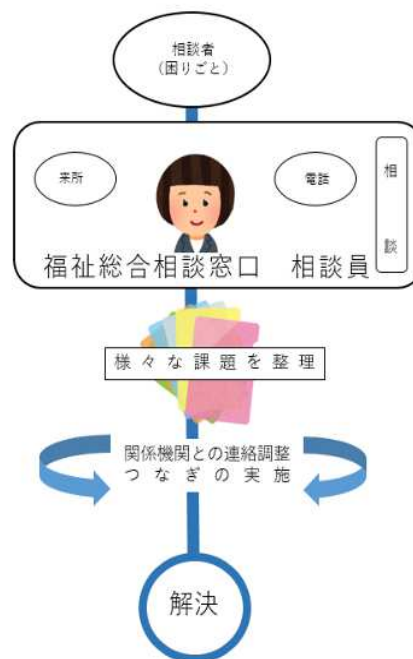 相談者
（困りごと）
来所
電話
相談
福祉総合相談窓口 相談員
様々な課題を整理
関係機関との連絡調整
つなぎの実施
解決